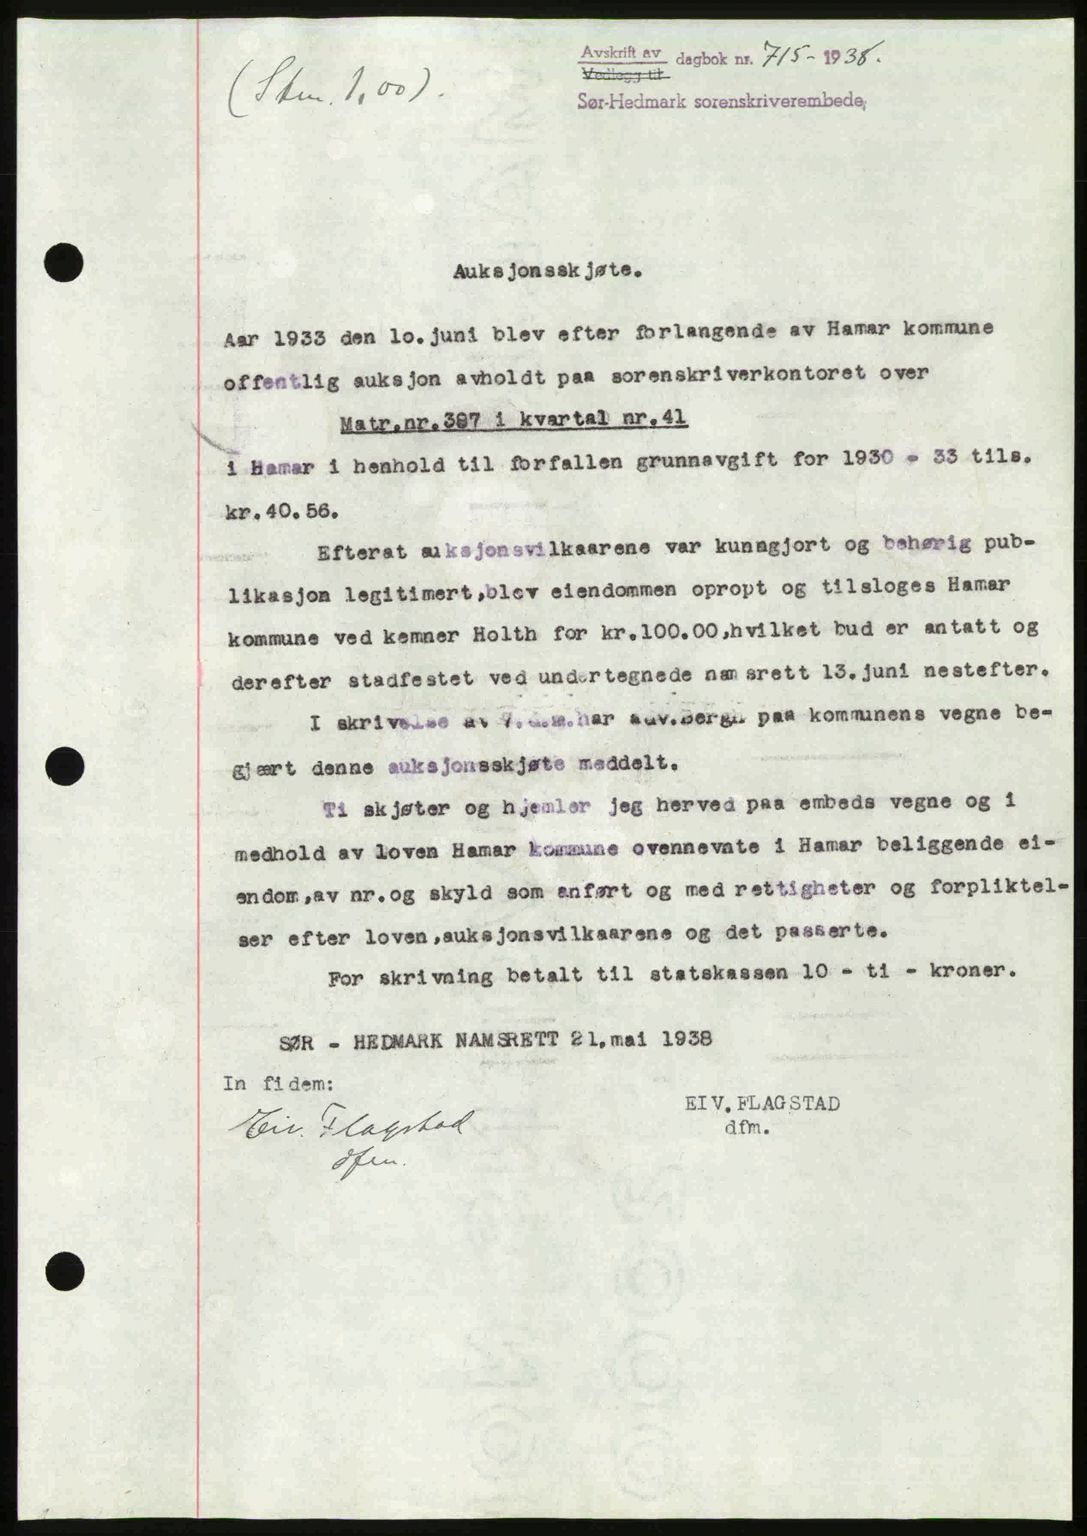 (Stm. 1,00).
Avskrift av dagbok nr. 715 - 1938.
Vedlegg til
Sør-Hedmark sorenskriverembede;
Auksjonsskjøte.
Aar 1933 den 10.juni blev efter forlangende av Hamar kommune
offentlig auksjon avholdt paa sorenskriverkontoret over
Matr.nr.387 i kvartal nr.41
i Hamar i henhold til forfallen grunnavgift for 1930 - 33 tils.
kr.40.56.
Efterat auksjonsvilkaarene var kunngjort og behørig pub-
likasjon legitimert,blev eiendommen opropt og tilsloges Hamar
kommune ved kemner Holth for kr.100.00,hvilket bud er antatt og
derefter stadfestet ved undertegnede namsrett 13.juni nestefter.
I skrivelse av 7.d.m.har adv.Bergh paa kommunens vegne be-
gjært denne auksjonsskjøte meddelt.
Ti skjøter og hjemler jeg herved paa embeds vegne og i
medhold av loven Hamar kommune ovennevnte i Hamar beliggende ei-
endom,av nr.og skyld som anført og med rettigheter og forpliktel-
ser efter loven,auksjonsvilkaarene og det passerte.
For skrivning betalt til statskassen 10 - ti - kroner.
SØR - HEDMARK NAMSRETT 21.mai 1938
In fidem:
EIV. FLAGSTAD
dfm.
Eiv. Flagstad
dfm.